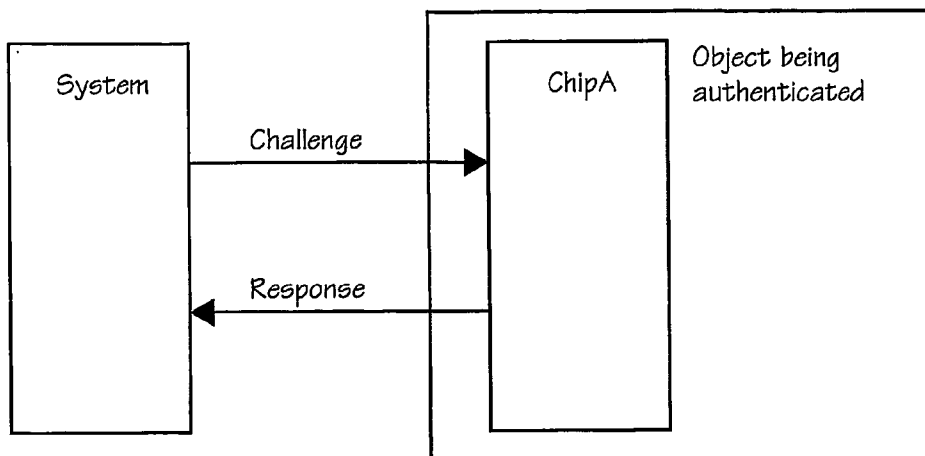 System
ChipA
Object being
authenticated
Challenge
Response